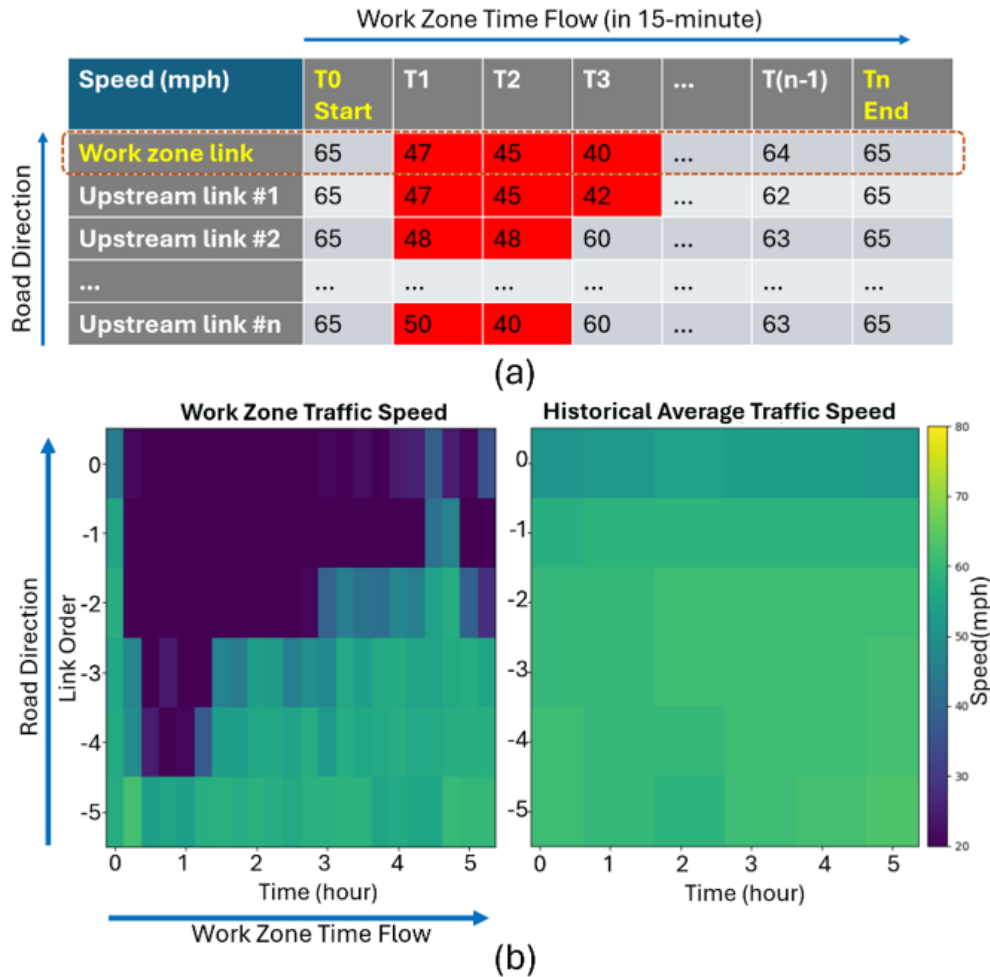 Work Zone Time Flow (in 15-minute)
Speed (mph) T0 Start T1 T2 T3 ... T(n-1) Tn End
Work zone link 65 47 45 40 ... 64 65
Upstream link #1 65 47 45 42 ... 62 65
Upstream link #2 65 48 48 60 ... 63 65
... ... ... ... ... ... ... ...
Upstream link #n 65 50 40 60 ... 63 65
Road Direction
(a)
Work Zone Traffic Speed
Historical Average Traffic Speed
Road Direction
Link Order
0
-1
-2
-3
-4
-5
0 1 2 3 4 5
Time (hour)
Work Zone Time Flow
0
-1
-2
-3
-4
-5
0 1 2 3 4 5
Time (hour)
80
70
60
50
40
30
20
Speed(mph)
(b)